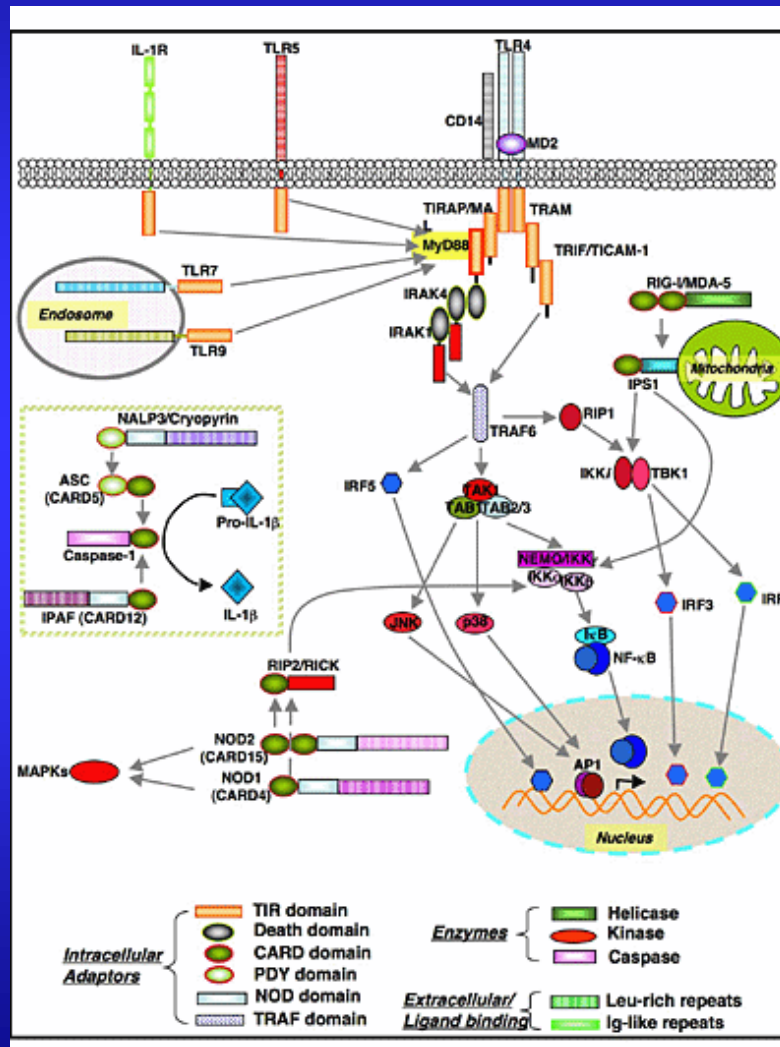 IL-1R
TLR5
TLR4
CD14
MD2
TIRAP/MA
L
TRAM
MyD88
TRIF/TICAM-1
TLR7
Endosome
TLR9
IRAK4
IRAK1
RIG-I/MDA-5
Mitochondria
IPS1
NALP3/Cryopyrin
ASC
(CARD5)
Pro-IL-1β
Caspase-1
IL-1β
IPAF (CARD12)
TRAF6
RIP1
IKKi
TBK1
IRF5
TAK1
TAB1
TAB2/3
NEMO/IKKγ
IKKα
IKKβ
IRF3
IRF
JNK
p38
IκB
NF-κB
RIP2/RICK
NOD2
(CARD15)
MAPKs
NOD1
(CARD4)
AP1
Nucleus
Intracellular
Adaptors
TIR domain
Death domain
CARD domain
PDY domain
NOD domain
TRAF domain
Enzymes
Helicase
Kinase
Caspase
Extracellular/
Ligand binding
Leu-rich repeats
Ig-like repeats